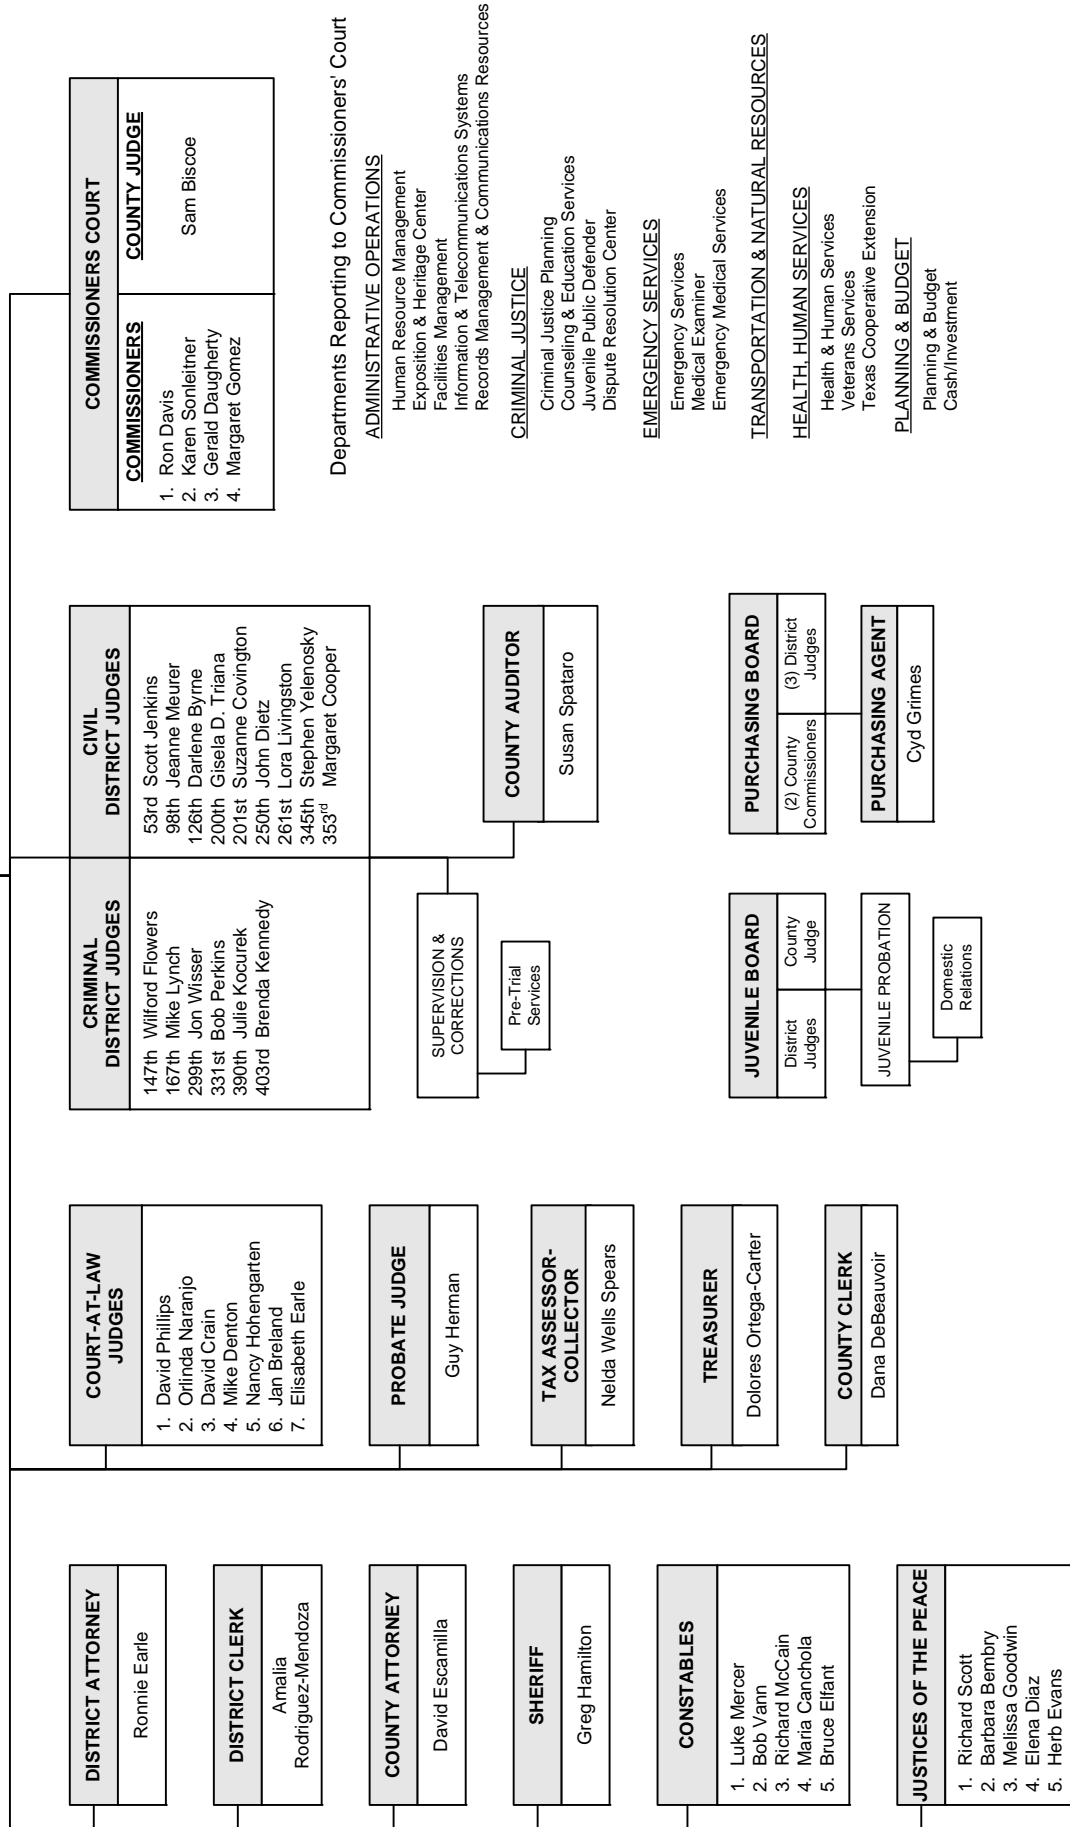 DISTRICT ATTORNEY
Ronnie Earle
DISTRICT CLERK
Amalia
Rodriguez-Mendoza
COUNTY ATTORNEY
David Escamilla
SHERIFF
Greg Hamilton
CONSTABLES
1. Luke Mercer
2. Bob Vann
3. Richard McCain
4. Maria Canchola
5. Bruce Elfant
JUSTICES OF THE PEACE
1. Richard Scott
2. Barbara Bembry
3. Melissa Goodwin
4. Elena Diaz
5. Herb Evans
COURT-AT-LAW
JUDGES
1. David Phillips
2. Orlinda Naranjo
3. David Crain
4. Mike Denton
5. Nancy Hohengarten
6. Jan Breland
7. Elisabeth Earle
PROBATE JUDGE
Guy Herman
TAX ASSESSOR-
COLLECTOR
Nelda Wells Spears
TREASURER
Dolores Ortega-Carter
COUNTY CLERK
Dana DeBeauvoir
CRIMINAL
DISTRICT JUDGES
147th Wilford Flowers
167th Mike Lynch
299th Jon Wisser
331st Bob Perkins
390th Julie Kocurek
403rd Brenda Kennedy
CIVIL
DISTRICT JUDGES
53rd Scott Jenkins
98th Jeanne Meurer
126th Darlene Byrne
200th Gisela D. Triana
201st Suzanne Covington
250th John Dietz
261st Lora Livingston
345th Stephen Yelenosky
353rd Margaret Cooper
SUPERVISION &
CORRECTIONS
Pre-Trial
Services
COUNTY AUDITOR
Susan Spataro
JUVENILE BOARD
District
Judges
County
Judge
JUVENILE PROBATION
Domestic
Relations
PURCHASING BOARD
(2) County
Commissioners
(3) District
Judges
PURCHASING AGENT
Cyd Grimes
COMMISSIONERS COURT
COMMISSIONERS
1. Ron Davis
2. Karen Sonleitner
3. Gerald Daugherty
4. Margaret Gomez
COUNTY JUDGE
Sam Biscoe
Departments Reporting to Commissioners' Court
ADMINISTRATIVE OPERATIONS
Human Resource Management
Exposition & Heritage Center
Facilities Management
Information & Telecommunications Systems
Records Management & Communications Resources
CRIMINAL JUSTICE
Criminal Justice Planning
Counseling & Education Services
Juvenile Public Defender
Dispute Resolution Center
EMERGENCY SERVICES
Emergency Services
Medical Examiner
Emergency Medical Services
TRANSPORTATION & NATURAL RESOURCES
HEALTH, HUMAN SERVICES
Health & Human Services
Veterans Services
Texas Cooperative Extension
PLANNING & BUDGET
Planning & Budget
Cash/Investment